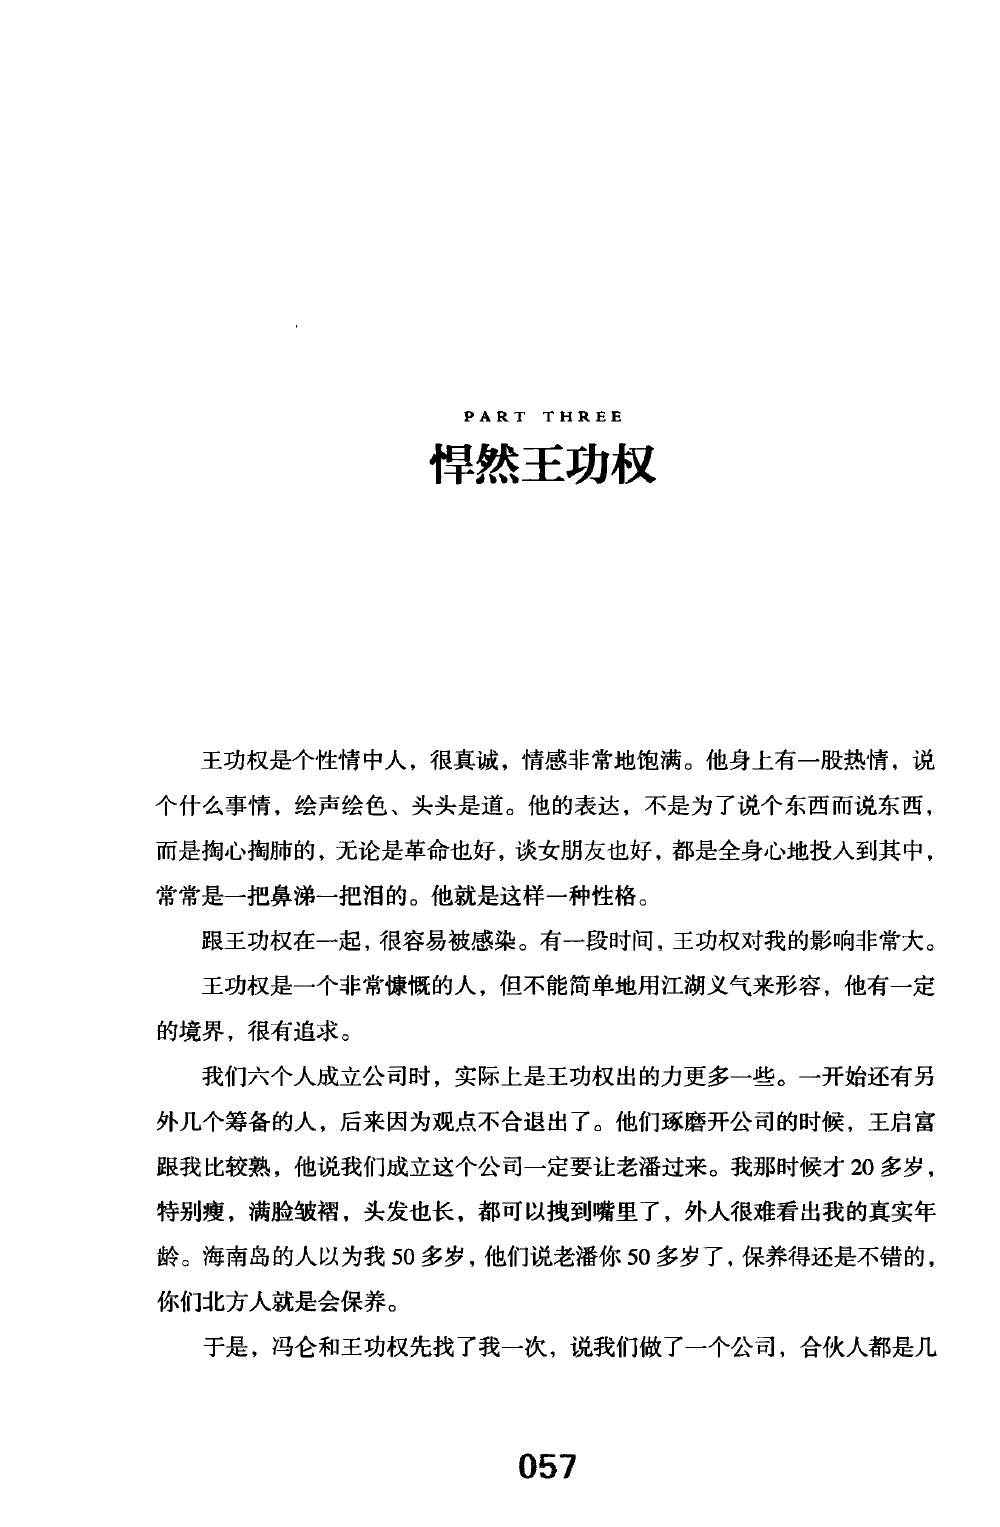 PART THREE
悍然王功权
王功权是个性情中人，很真诚，情感非常地饱满。他身上有一股热情，说
个什么事情，绘声绘色、头头是道。他的表达，不是为了说个东西而说东西，
而是掏心掏肺的，无论是革命也好，谈女朋友也好，都是全身心地投入到其中，
常常是一把鼻涕一把泪的。他就是这样一种性格。
跟王功权在一起，很容易被感染。有一段时间，王功权对我的影响非常大。
王功权是一个非常慷慨的人，但不能简单地用江湖义气来形容，他有一定
的境界，很有追求。
我们六个人成立公司时，实际上是王功权出的力更多一些。一开始还有另
外几个筹备的人，后来因为观点不合退出了。他们琢磨开公司的时候，王启富
跟我比较熟，他说我们成立这个公司一定要让老潘过来。我那时候才 20 多岁，
特别瘦，满脸皱褶，头发也长，都可以拽到嘴里了，外人很难看出我的真实年
龄。海南岛的人以为我 50 多岁，他们说老潘你 50 多岁了，保养得还是不错的，
你们北方人就是会保养。
于是，冯仑和王功权先找了我一次，说我们做了一个公司，合伙人都是几
057